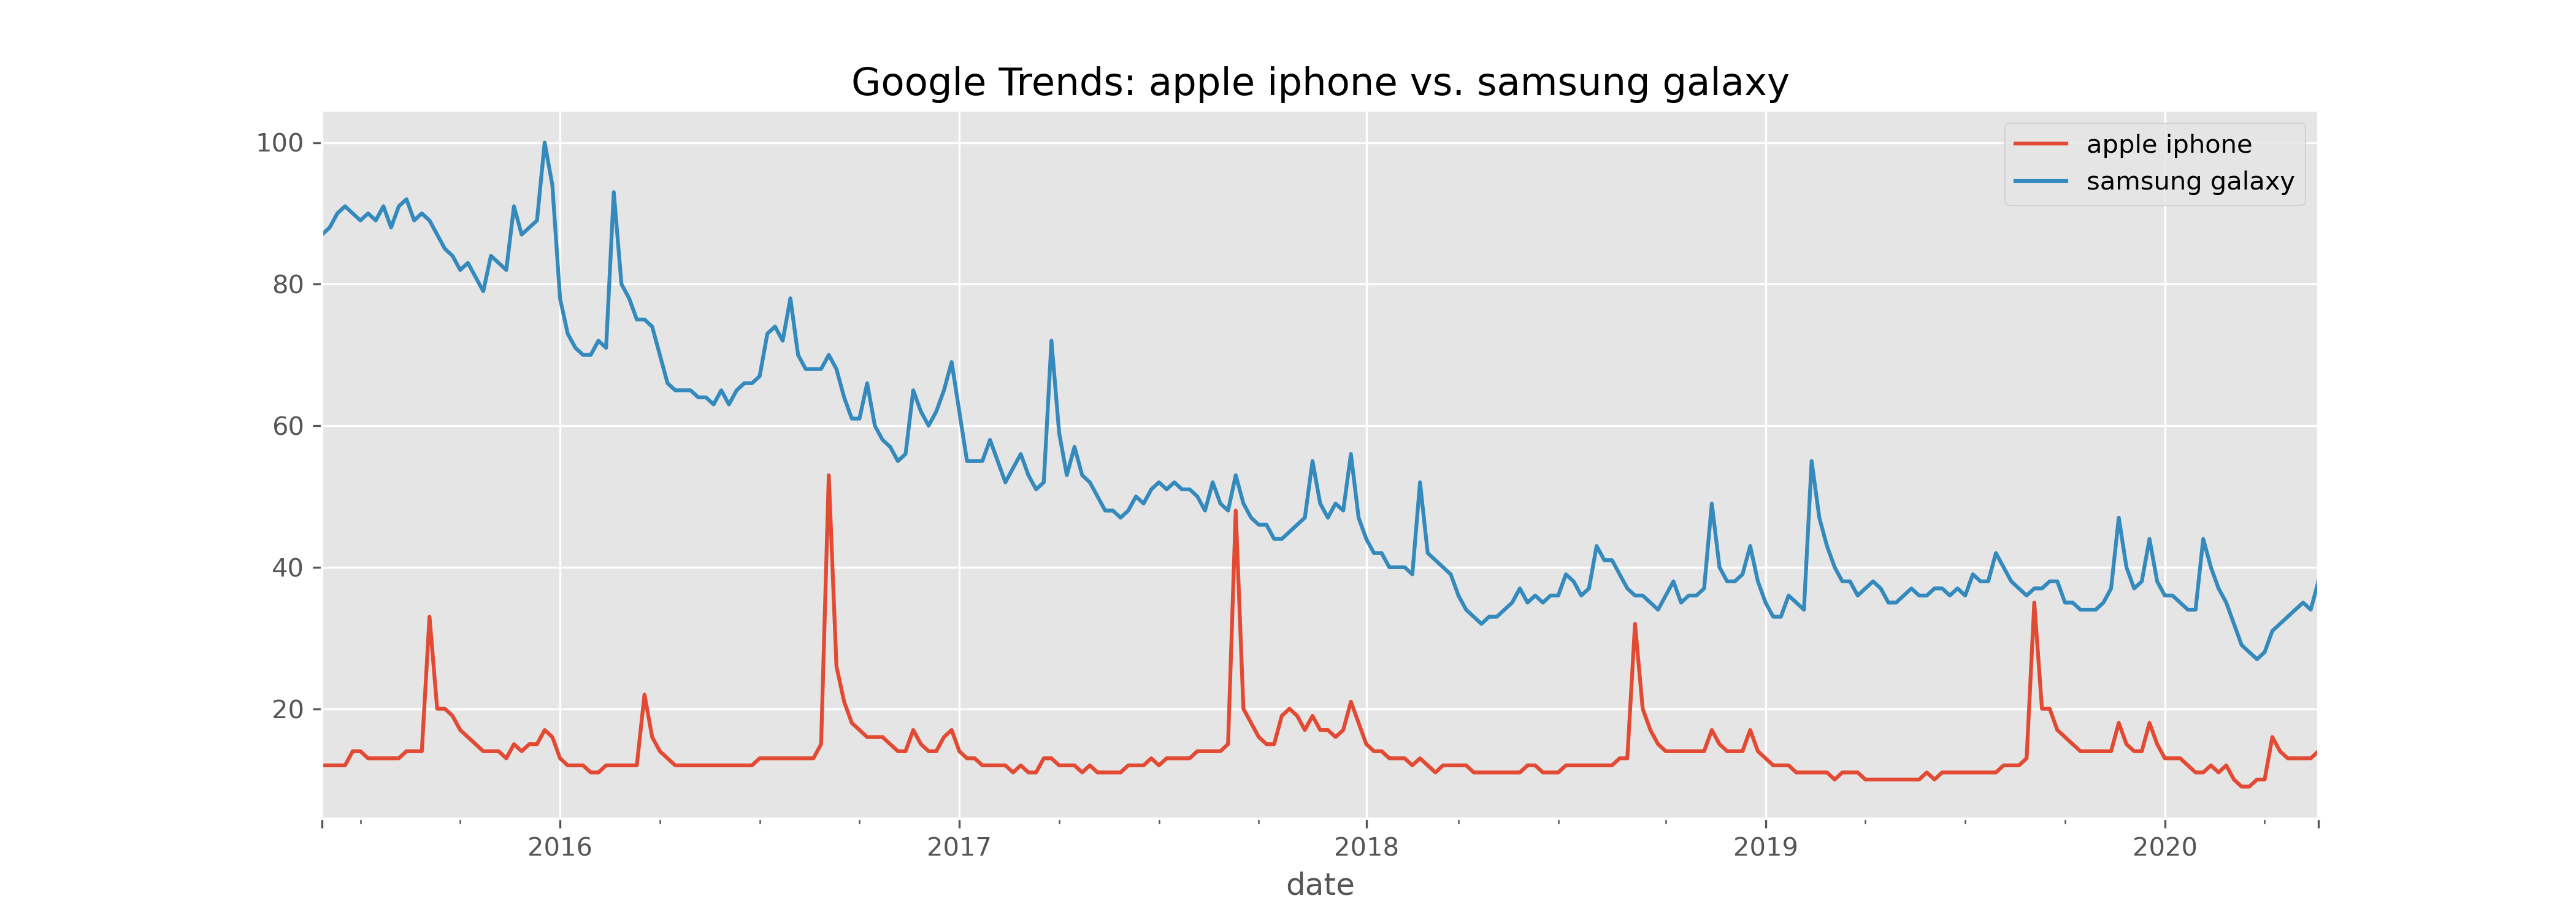 Google Trends: apple iphone vs. samsung galaxy
apple iphone
samsung galaxy
100
80
60
40
20
2016 2017 2018 2019 2020
date